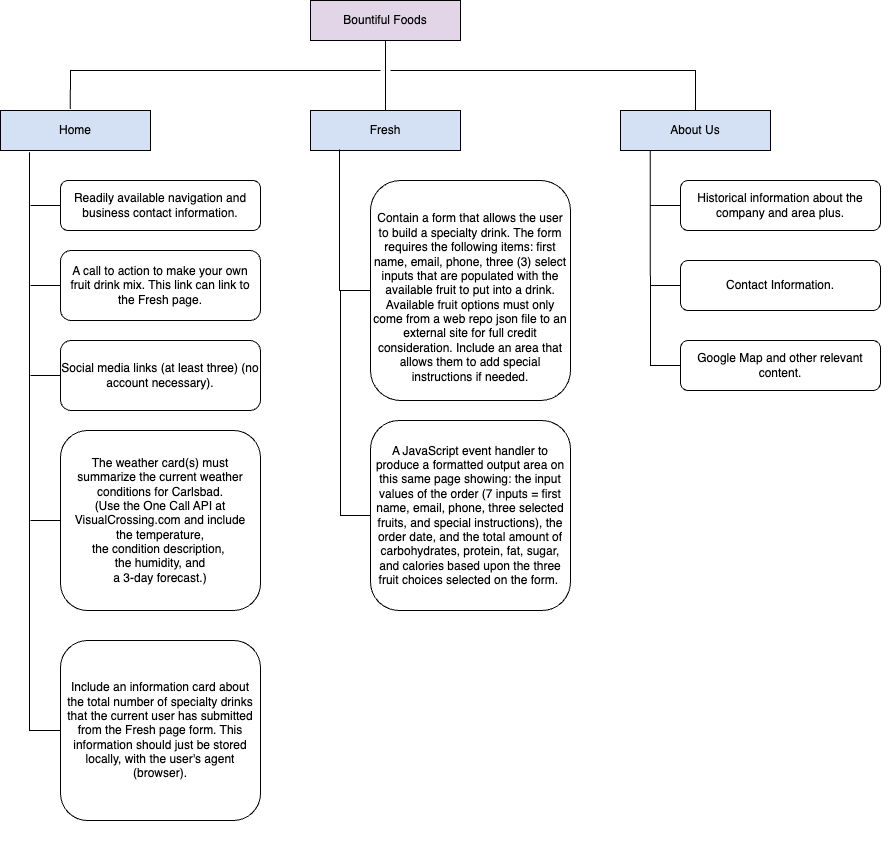 Bountiful Foods
Home
Fresh
About Us
Readily available navigation and
business contact information.
A call to action to make your own
fruit drink mix. This link can link to
the Fresh page.
Social media links (at least three) (no
account necessary).
The weather card(s) must
summarize the current weather
conditions for Carlsbad.
(Use the One Call API at
VisualCrossing.com and include
the temperature,
the condition description,
the humidity, and
a 3-day forecast.)
Include an information card about
the total number of specialty drinks
that the current user has submitted
from the Fresh page form. This
information should just be stored
locally, with the user's agent
(browser).
Contain a form that allows the user
to build a specialty drink. The form
requires the following items: first
name, email, phone, three (3) select
inputs that are populated with the
available fruit to put into a drink.
Available fruit options must only
come from a web repo json file to an
external site for full credit
consideration. Include an area that
allows them to add special
instructions if needed.
A JavaScript event handler to
produce a formatted output area on
this same page showing: the input
values of the order (7 inputs = first
name, email, phone, three selected
fruits, and special instructions), the
order date, and the total amount of
carbohydrates, protein, fat, sugar,
and calories based upon the three
fruit choices selected on the form.
Historical information about the
company and area plus.
Contact Information.
Google Map and other relevant
content.